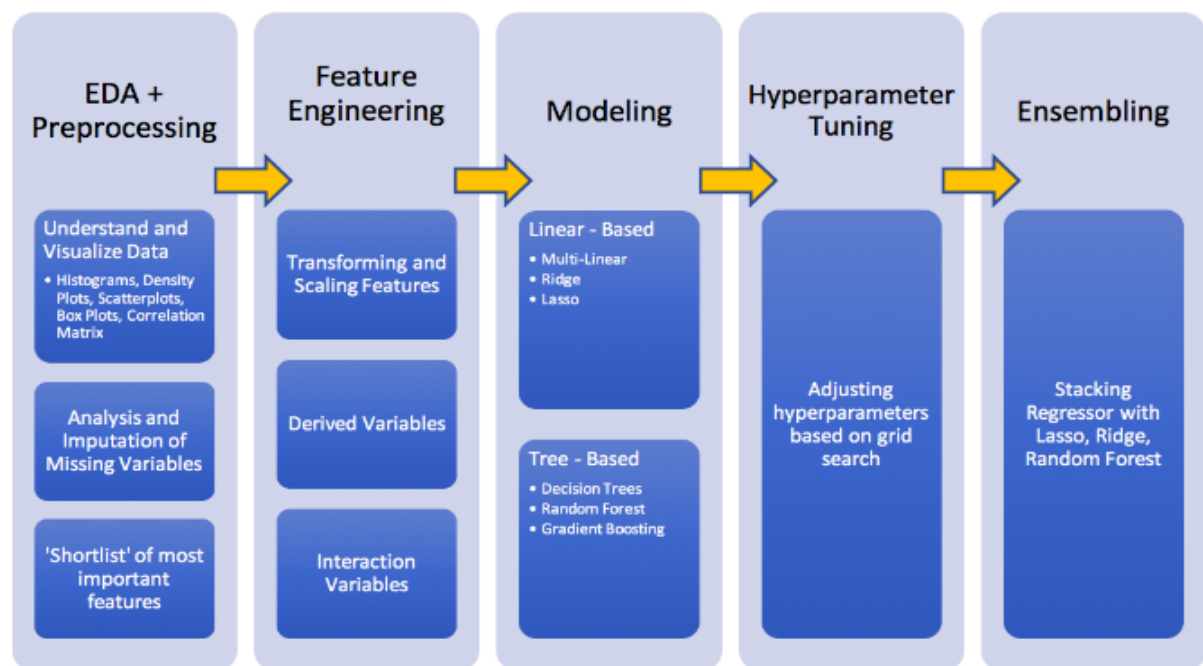 EDA +
Preprocessing
Understand and
Visualize Data
• Histograms, Density
Plots, Scatterplots,
Box Plots, Correlation
Matrix
Analysis and
Imputation of
Missing Variables
'Shortlist' of most
important
features
Feature
Engineering
Transforming and
Scaling Features
Derived Variables
Interaction
Variables
Modeling
Linear - Based
• Multi-Linear
• Ridge
• Lasso
Tree - Based
• Decision Trees
• Random Forest
• Gradient Boosting
Hyperparameter
Tuning
Adjusting
hyperparameters
based on grid
search
Ensembling
Stacking
Regressor with
Lasso, Ridge,
Random Forest